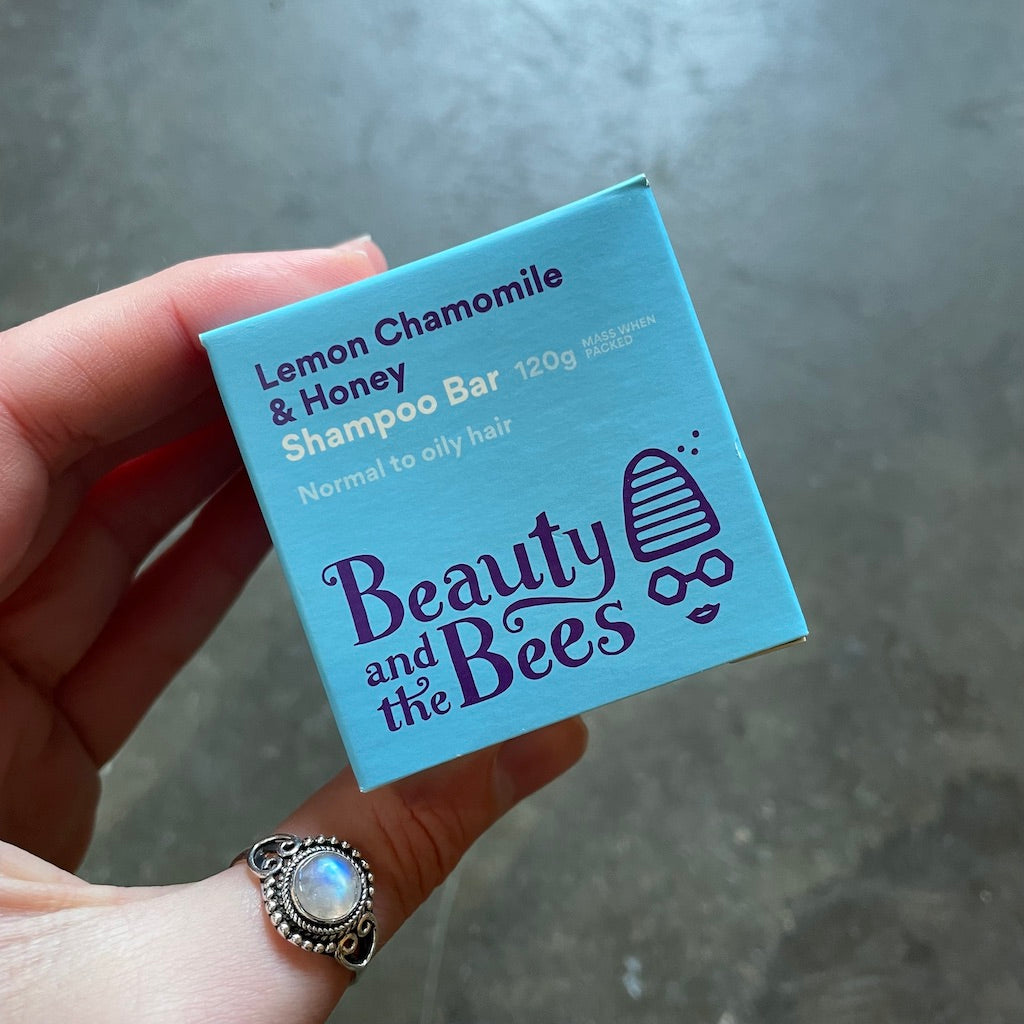 Lemon Chamomile
& Honey
Shampoo Bar 120g MASS WHEN
PACKED
Normal to oily hair
Beauty
and the Bees